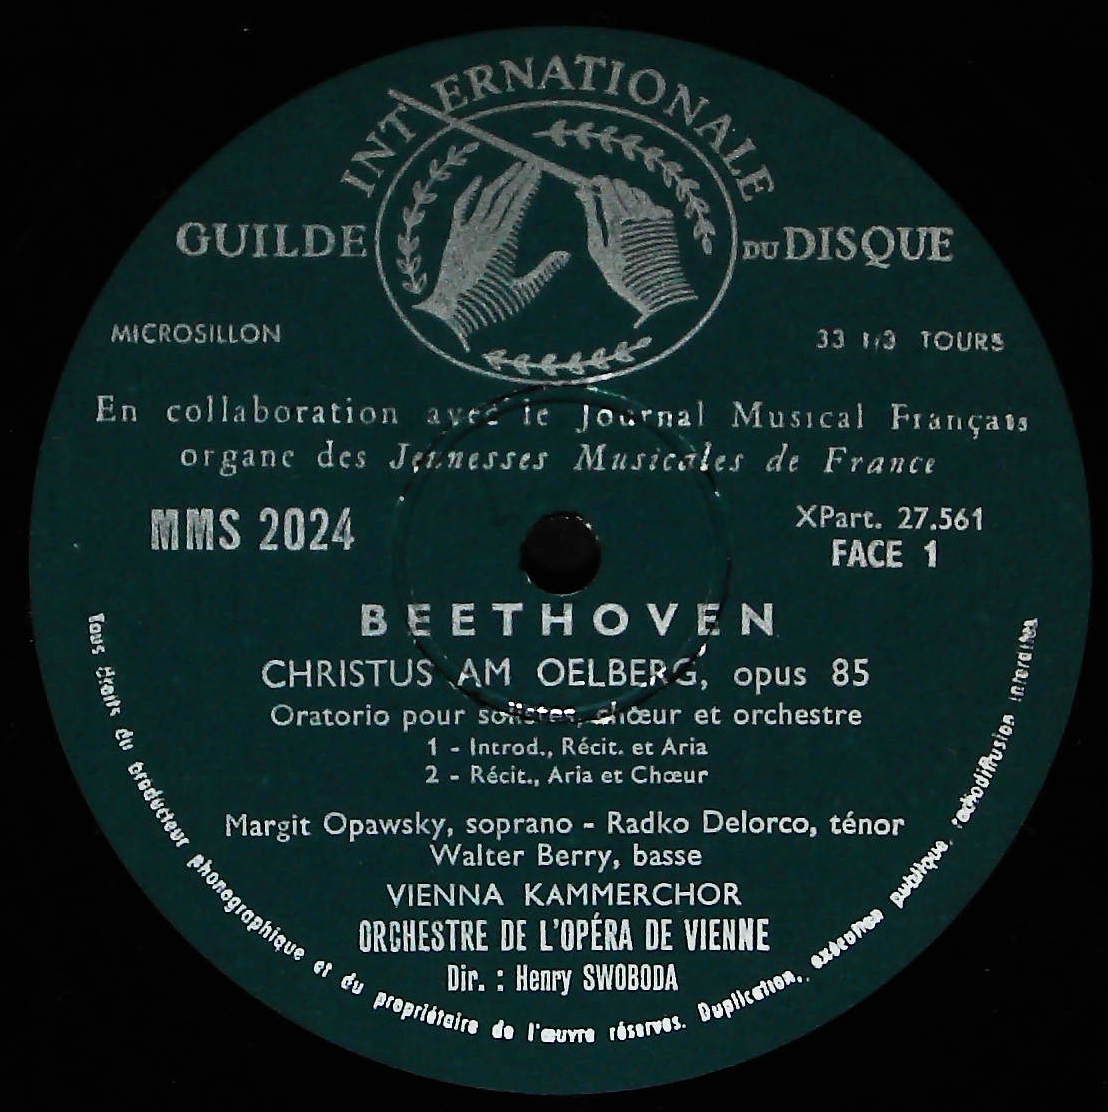 INTERNATIONALE
GUILDE DU DISQUE
MICROSILLON 33 1/3 TOURS
En collaboration avec le Journal Musical Français
organe des Jeunesses Musicales de France
MMS 2024
XPart. 27.561
FACE 1
BEETHOVEN
CHRISTUS AM OELBERG, opus 85
Oratorio pour solistes, chœur et orchestre
1 - Introd., Récit. et Aria
2 - Récit., Aria et Chœur
Margit Opawsky, soprano - Radko Delorco, ténor
Walter Berry, basse
VIENNA KAMMERCHOR
ORCHESTRE DE L'OPÉRA DE VIENNE
Dir. : Henry SWOBODA
Tous droits du producteur phonographique et du propriétaire de l'œuvre réservés. Duplication, exécution publique, radiodiffusion interdites